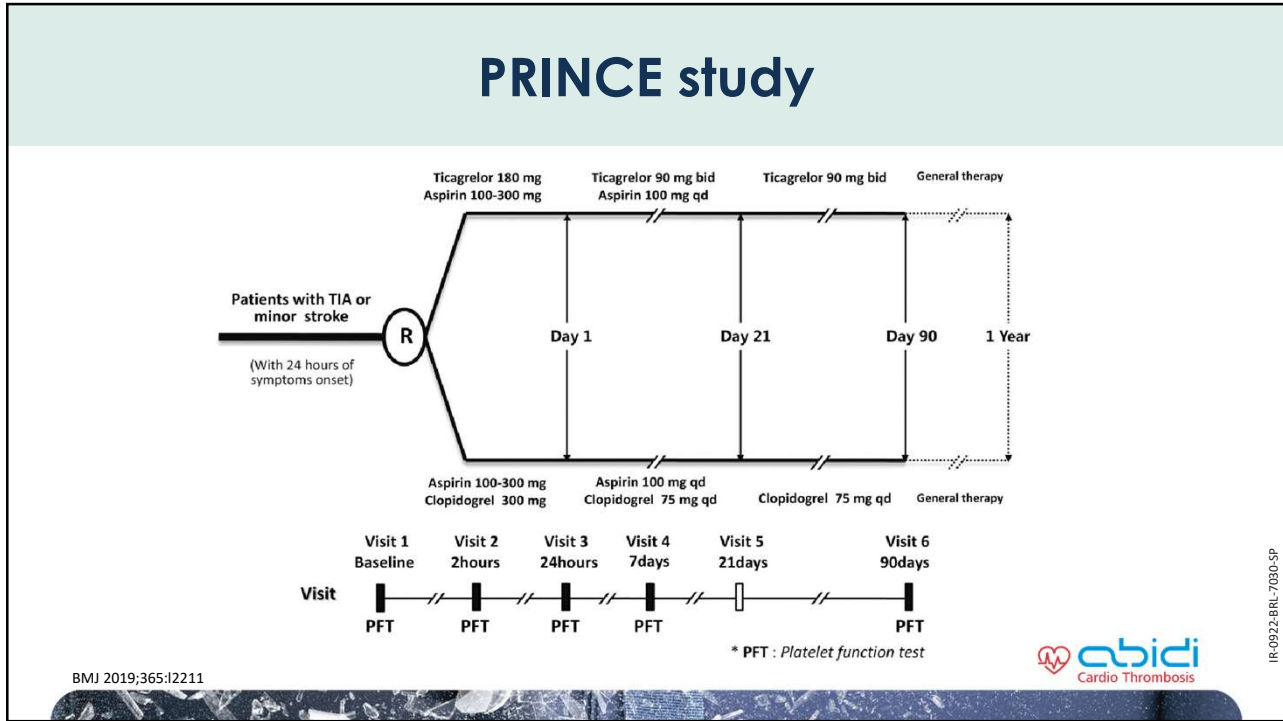 PRINCE study
Ticagrelor 180 mg
Aspirin 100-300 mg
Ticagrelor 90 mg bid
Aspirin 100 mg qd
Ticagrelor 90 mg bid
General therapy
Patients with TIA or
minor stroke
(With 24 hours of
symptoms onset)
R
Day 1
Day 21
Day 90
1 Year
Aspirin 100-300 mg
Clopidogrel 300 mg
Aspirin 100 mg qd
Clopidogrel 75 mg qd
Clopidogrel 75 mg qd
General therapy
Visit 1
Baseline
Visit 2
2hours
Visit 3
24hours
Visit 4
7days
Visit 5
21days
Visit 6
90days
Visit
PFT
PFT
PFT
PFT
PFT
* PFT : Platelet function test
abidi
Cardio Thrombosis
BMJ 2019;365:l2211
IR-0922-BRL-7030-SP